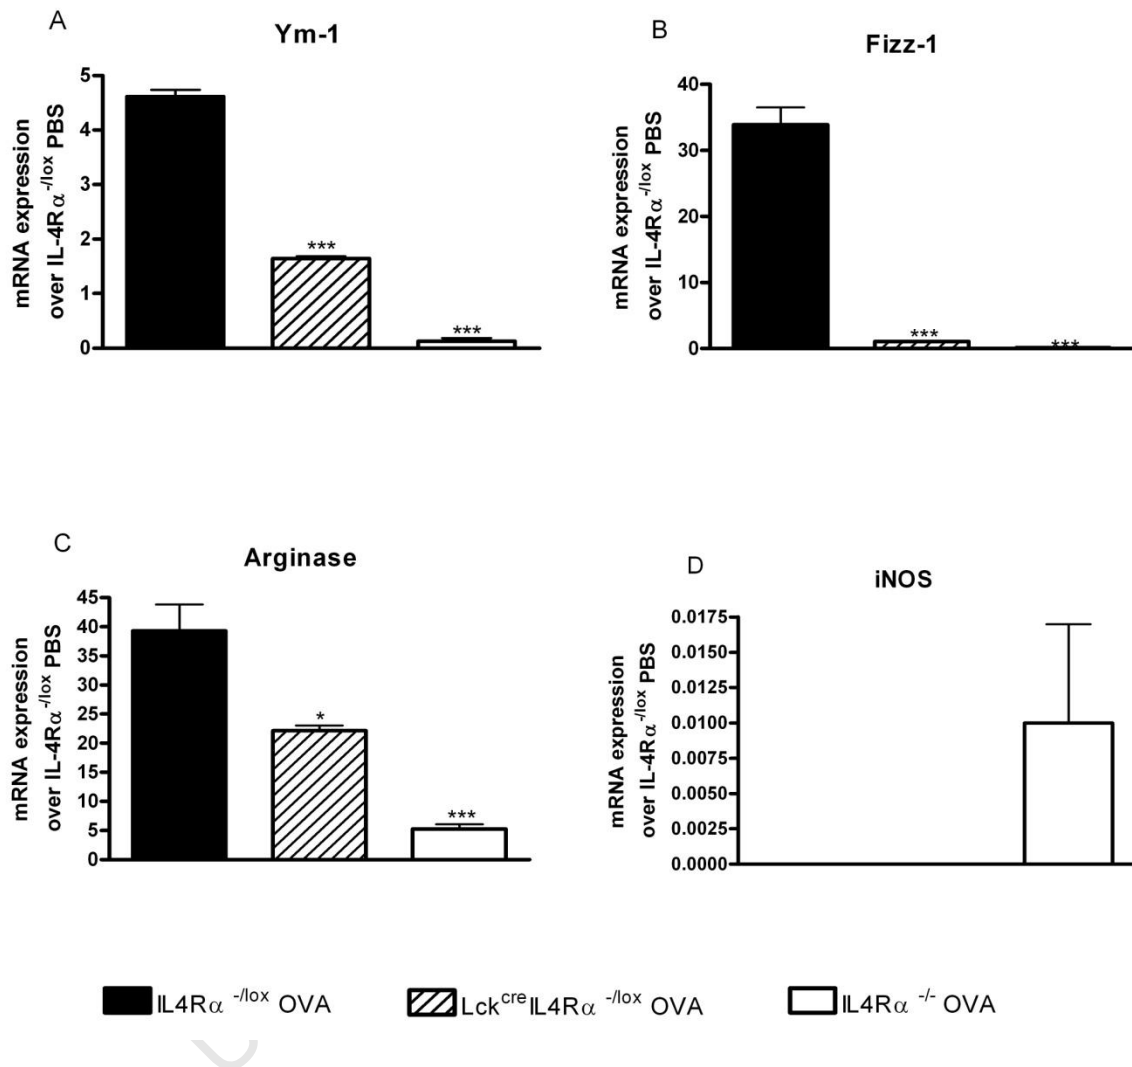 A
Ym-1
mRNA expression
over IL-4Rα -/lox PBS
5
4
3
2
1
0
***
***
B
Fizz-1
mRNA expression
over IL-4Rα -/lox PBS
40
30
20
10
0
***
***
C
Arginase
mRNA expression
over IL-4Rα -/lox PBS
45
40
35
30
25
20
15
10
5
0
*
***
D
iNOS
mRNA expression
over IL-4Rα -/lox PBS
0.0175
0.0150
0.0125
0.0100
0.0075
0.0050
0.0025
0.0000
IL4Rα -/lox OVA
Lck cre IL4Rα -/lox OVA
IL4Rα -/- OVA